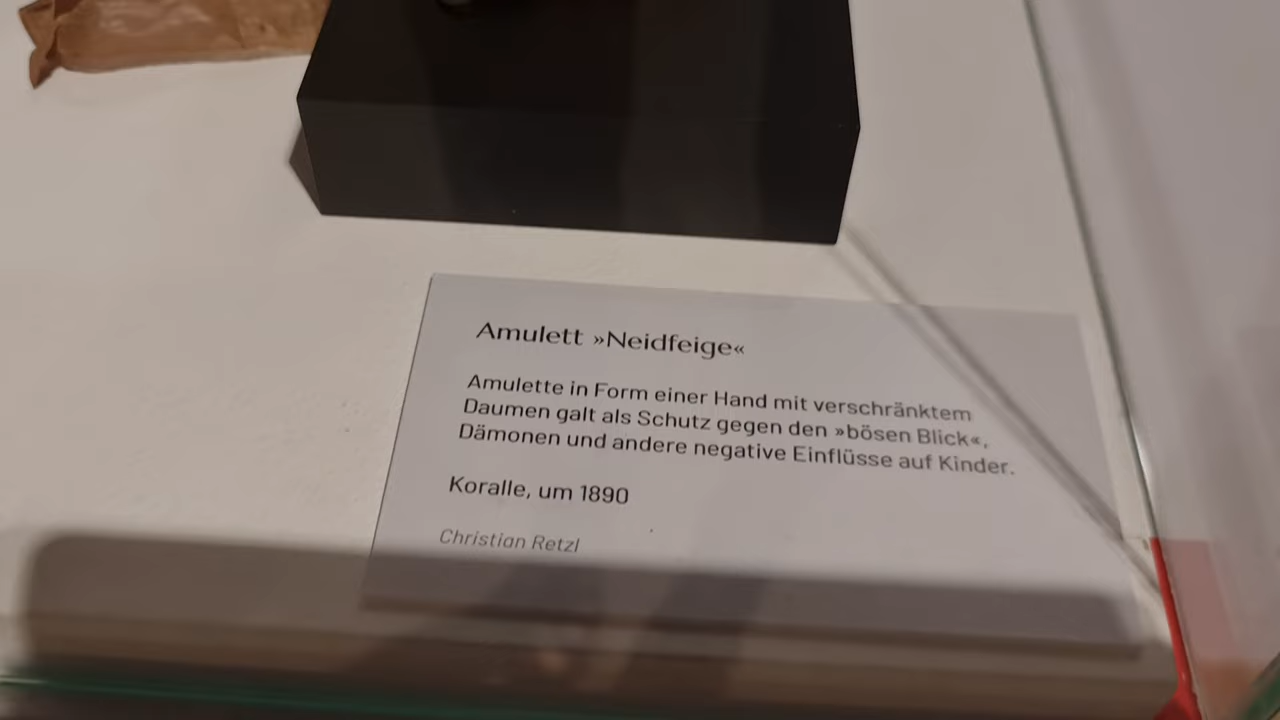 Amulett »Neidfeige«
Amulette in Form einer Hand mit verschränktem
Daumen galt als Schutz gegen den »bösen Blick«,
Dämonen und andere negative Einflüsse auf Kinder.
Koralle, um 1890
Christian Retzl